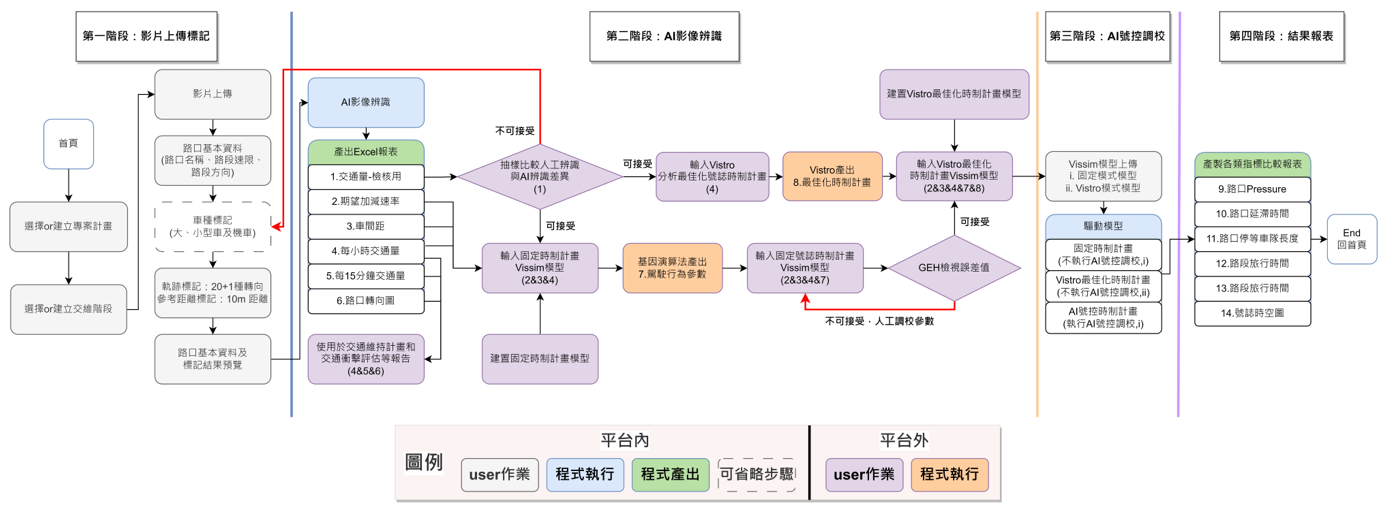 第一階段：影片上傳標記
首頁
選擇or建立專案計畫
選擇or建立交維階段
影片上傳
路口基本資料
(路口名稱、路段速限、
路段方向)
車種標記
(大、小型車及機車)
軌跡標記：20+1種轉向
參考距離標記：10m 距離
路口基本資料及
標記結果預覽
第二階段：AI影像辨識
AI影像辨識
產出Excel報表
1.交通量-檢核用
2.期望加減速率
3.車間距
4.每小時交通量
5.每15分鐘交通量
6.路口轉向圖
使用於交通維持計畫和
交通衝擊評估等報告
(4&5&6)
不可接受
抽樣比較人工辨識
與AI辨識差異
(1)
可接受
可接受
輸入固定時制計畫
Vissim模型
(2&3&4)
建置固定時制計畫模型
輸入Vistro
分析最佳化號誌時制計畫
(4)
Vistro產出
8.最佳化時制計畫
基因演算法產出
7.駕駛行為參數
輸入固定號誌時制計畫
Vissim模型
(2&3&4&7)
建置Vistro最佳化時制計畫模型
輸入Vistro最佳化
時制計畫Vissim模型
(2&3&4&7&8)
可接受
GEH檢視誤差值
不可接受，人工調校參數
第三階段：AI號控調校
Vissim模型上傳
i. 固定模式模型
ii. Vistro模式模型
驅動模型
固定時制計畫
(不執行AI號控調校,i)
Vistro最佳化時制計畫
(不執行AI號控調校,ii)
AI號控時制計畫
(執行AI號控調校,i)
第四階段：結果報表
產製各類指標比較報表
9.路口Pressure
10.路口延滯時間
11.路口停等車隊長度
12.路段旅行時間
13.路段旅行時間
14.號誌時空圖
End
回首頁
圖例
平台內
user作業
程式執行
程式產出
可省略步驟
平台外
user作業
程式執行